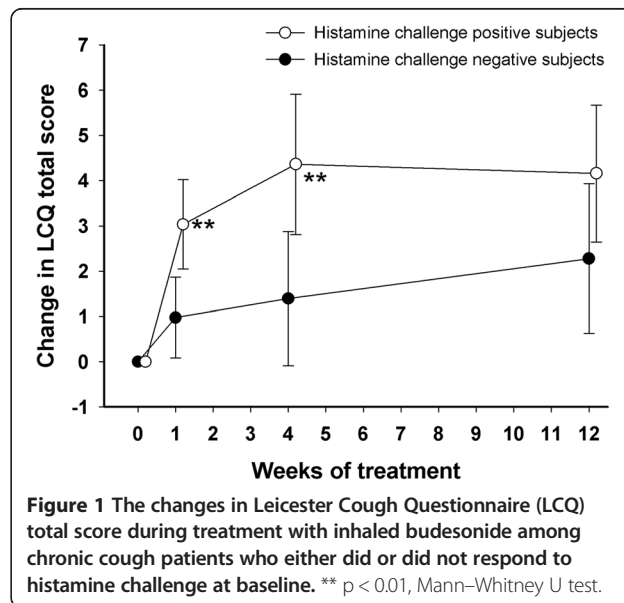 Histamine challenge positive subjects
Histamine challenge negative subjects
7
6
5
4
3
2
1
0
-1
Change in LCQ total score
**
**
0 1 2 3 4 5 6 7 8 9 10 11 12
Weeks of treatment
Figure 1 The changes in Leicester Cough Questionnaire (LCQ)
total score during treatment with inhaled budesonide among
chronic cough patients who either did or did not respond to
histamine challenge at baseline. ** p < 0.01, Mann–Whitney U test.